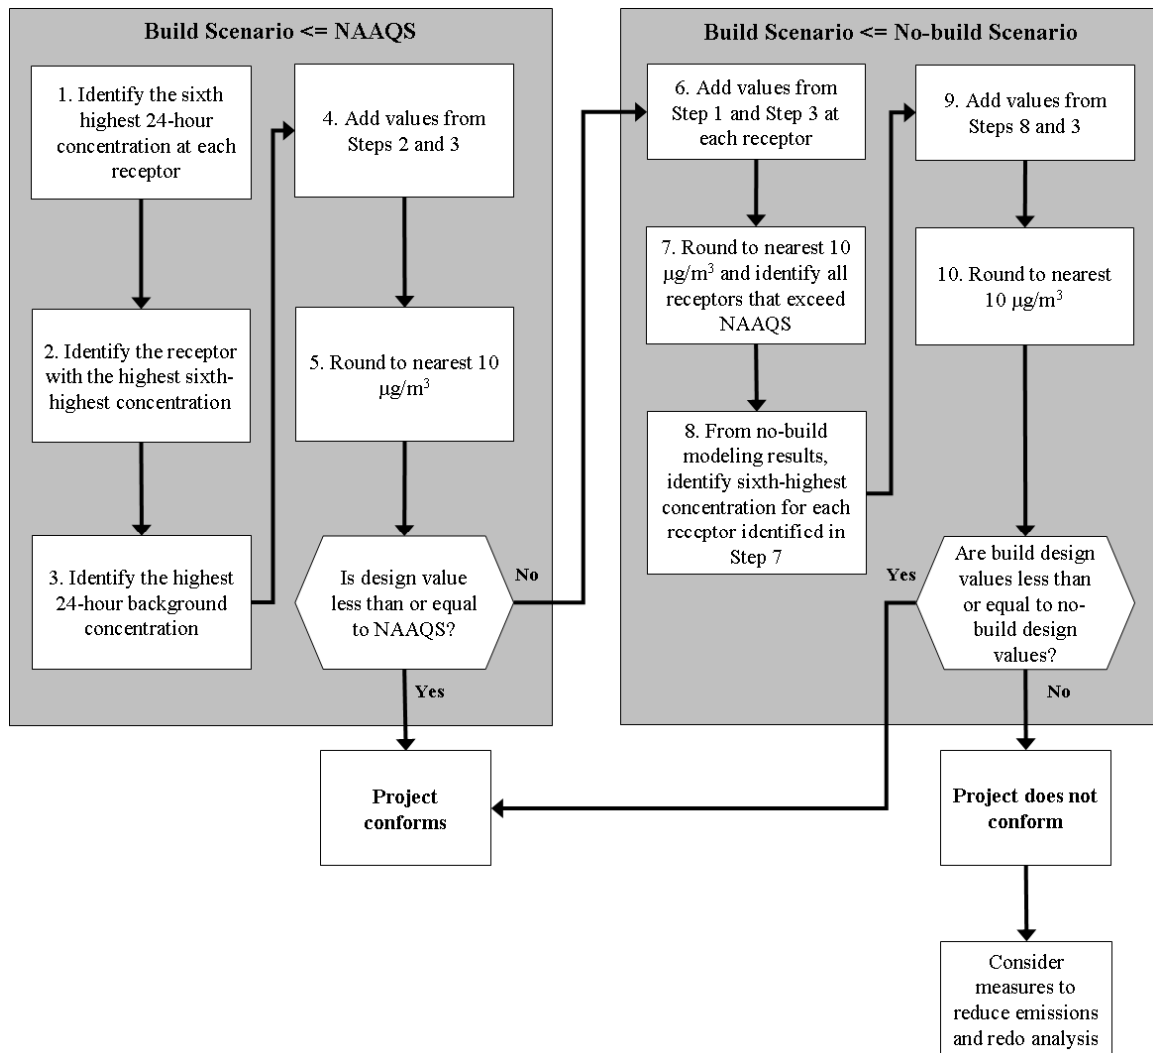 Build Scenario <= NAAQS
1. Identify the sixth
highest 24-hour
concentration at each
receptor
2. Identify the receptor
with the highest sixth-
highest concentration
3. Identify the highest
24-hour background
concentration
4. Add values from
Steps 2 and 3
5. Round to nearest 10
μg/m³
Is design value
less than or equal
to NAAQS?
No
Yes
Build Scenario <= No-build Scenario
6. Add values from
Step 1 and Step 3 at
each receptor
7. Round to nearest 10
μg/m³ and identify all
receptors that exceed
NAAQS
8. From no-build
modeling results,
identify sixth-highest
concentration for each
receptor identified in
Step 7
9. Add values from
Steps 8 and 3
10. Round to nearest
10 μg/m³
Are build design
values less than
or equal to no-
build design
values?
Yes
No
Project
conforms
Project does not
conform
Consider
measures to
reduce emissions
and redo analysis